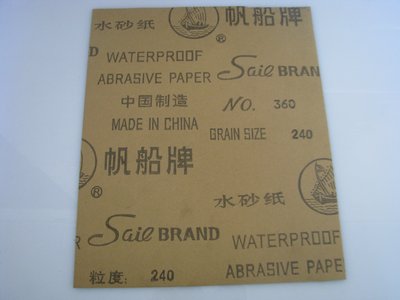 水砂纸 帆船牌
®
D WATERPROOF
ABRASIVE PAPER Sail BRAND
中国制造 NO. 360
MADE IN CHINA GRAIN SIZE 240
帆船牌
®
水砂纸
Sail BRAND WATERPROOF
粒度: 240 ABRASIVE PAPE